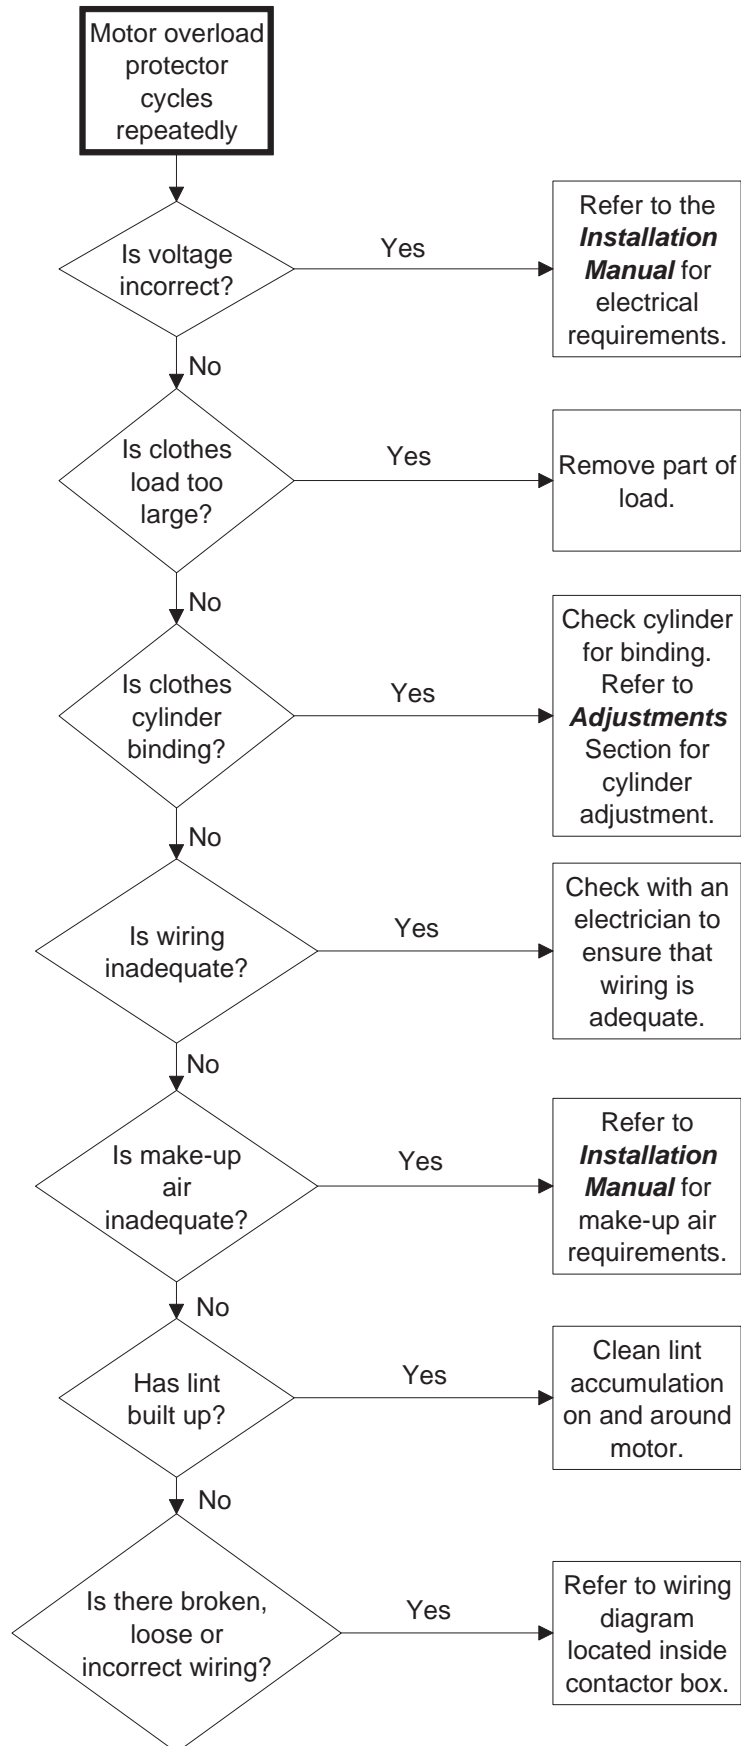 Motor overload
protector
cycles
repeatedly
Is voltage
incorrect?
Yes
Refer to the
Installation
Manual for
electrical
requirements.
No
Is clothes
load too
large?
Yes
Remove part of
load.
No
Is clothes
cylinder
binding?
Yes
Check cylinder
for binding.
Refer to
Adjustments
Section for
cylinder
adjustment.
No
Is wiring
inadequate?
Yes
Check with an
electrician to
ensure that
wiring is
adequate.
No
Is make-up
air
inadequate?
Yes
Refer to
Installation
Manual for
make-up air
requirements.
No
Has lint
built up?
Yes
Clean lint
accumulation
on and around
motor.
No
Is there broken,
loose or
incorrect wiring?
Yes
Refer to wiring
diagram
located inside
contactor box.